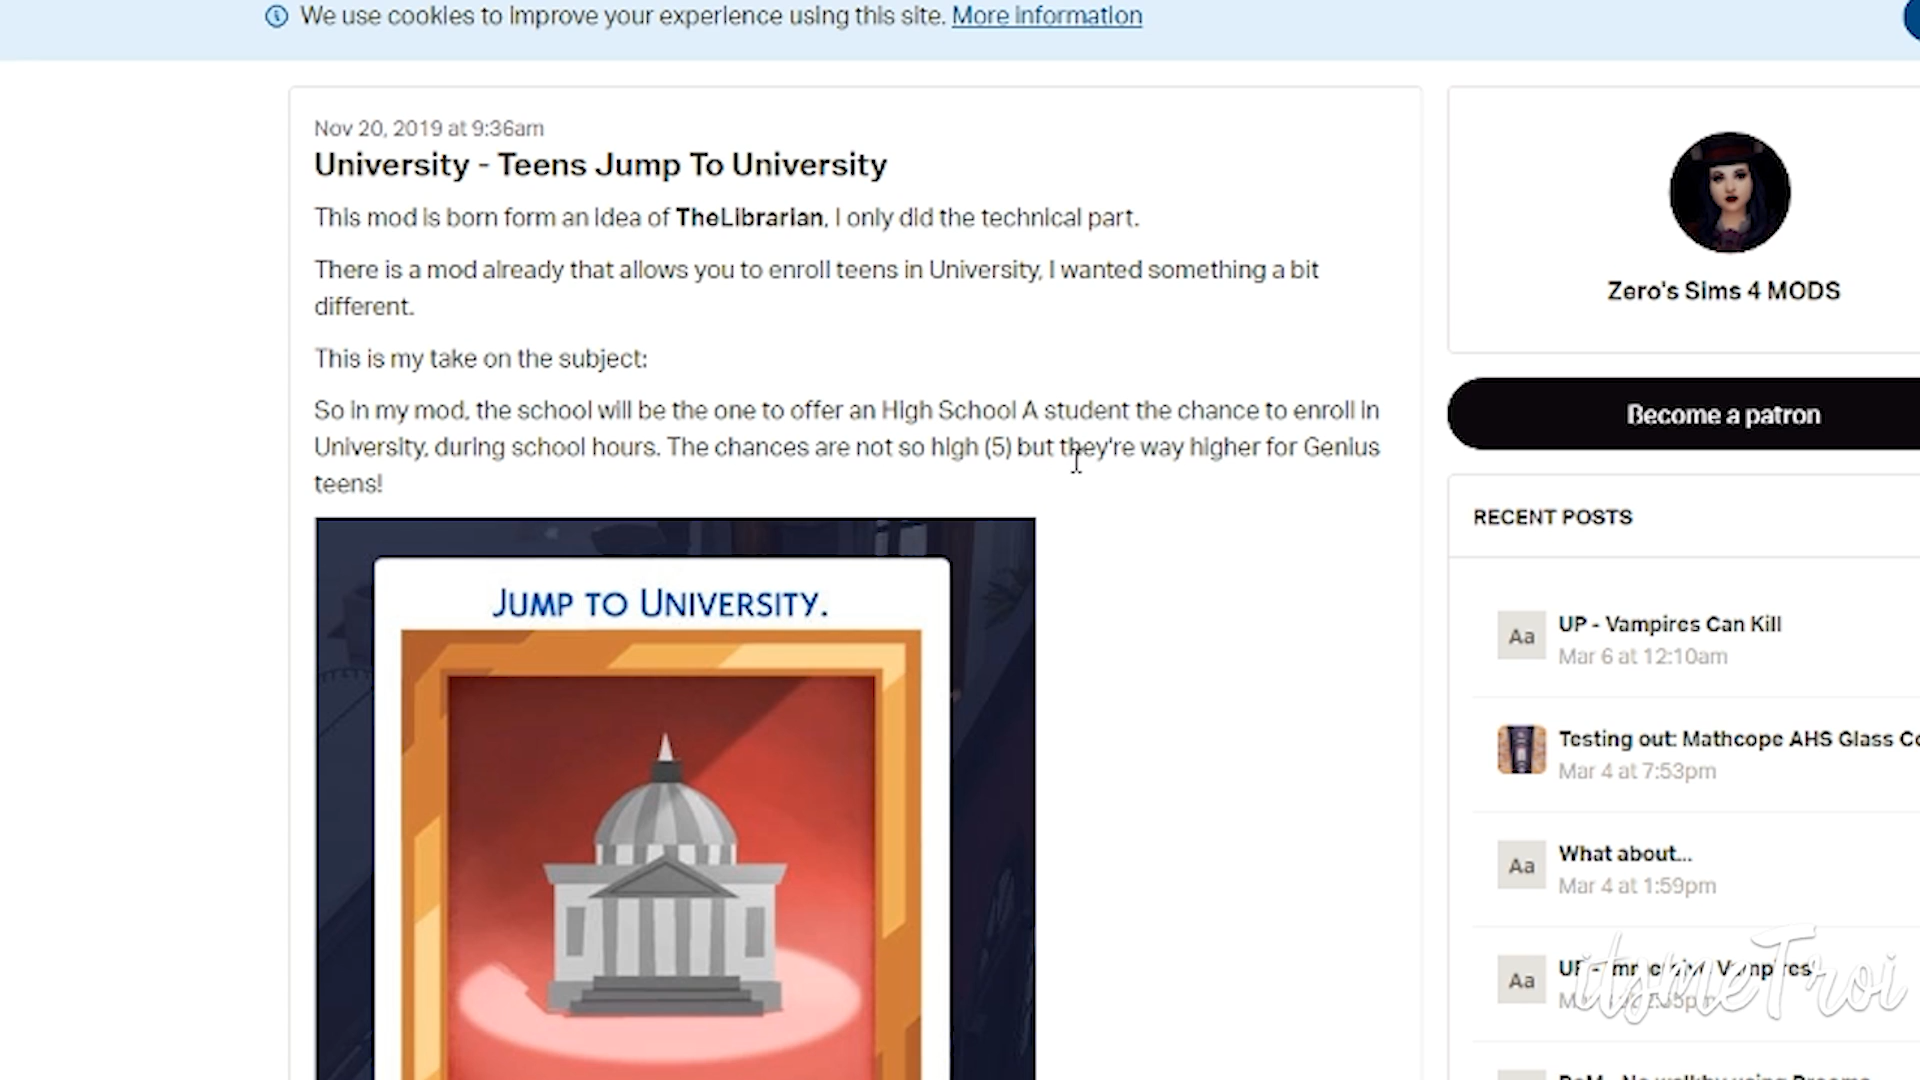 We use cookies to improve your experience using this site. More information
Nov 20, 2019 at 9:36am
University - Teens Jump To University
This mod is born form an idea of TheLibrarian, I only did the technical part.
There is a mod already that allows you to enroll teens in University, I wanted something a bit
different.
This is my take on the subject:
So in my mod, the school will be the one to offer an High School A student the chance to enroll in
University, during school hours. The chances are not so high (5) but they're way higher for Genius
teens!
JUMP TO UNIVERSITY.
Zero's Sims 4 MODS
Become a patron
RECENT POSTS
Aa
UP - Vampires Can Kill
Mar 6 at 12:10am
Testing out: Mathcope AHS Glass
Mar 4 at 7:53pm
Aa
What about...
Mar 4 at 1:59pm
Aa
Vampires
itsmeTroi